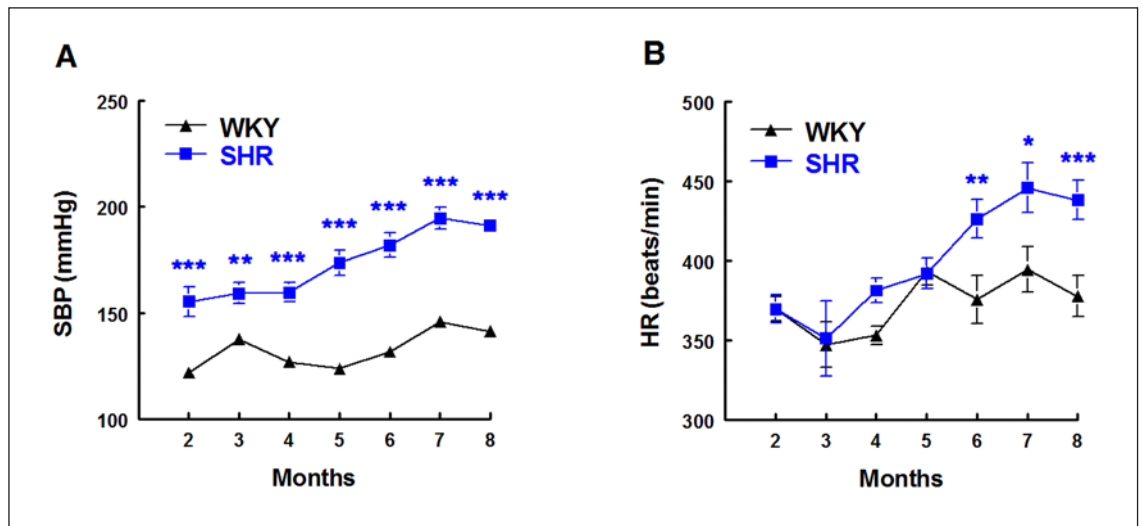 A
SBP (mmHg)
250
200
150
100
WKY
SHR
***
**
***
***
***
***
***
2 3 4 5 6 7 8
Months
B
HR (beats/min)
500
450
400
350
300
WKY
SHR
**
*
***
2 3 4 5 6 7 8
Months